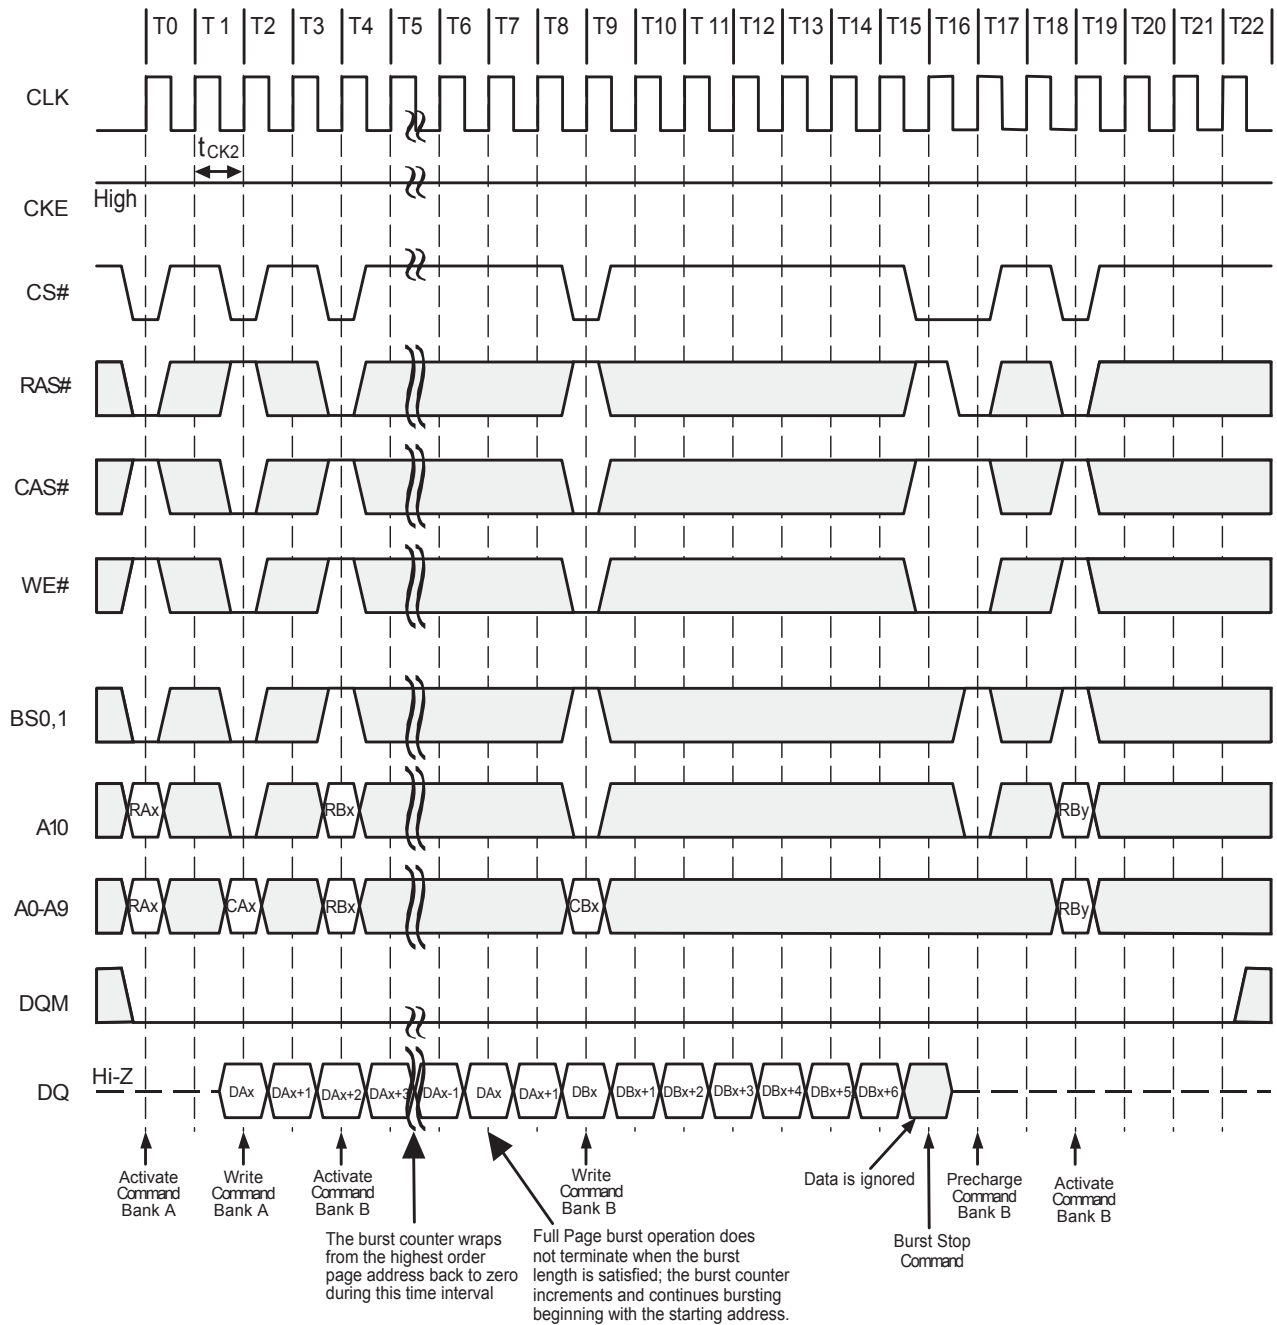 T0 T 1 T2 T3 T4 T5 T6 T7 T8 T9 T10 T 11 T12 T13 T14 T15 T16 T17 T18 T19 T20 T21 T22
CLK
tCK2
High
CKE
CS#
RAS#
CAS#
WE#
BS0,1
A10
RAx RBx RBy
A0-A9
RAx CAx RBx CBx RBy
DQM
Hi-Z
DQ
DAx DAx+1 DAx+2 DAx+3 DAx-1 DAx DAx+1 DBx DBx+1 DBx+2 DBx+3 DBx+4 DBx+5 DBx+6
Activate
Command
Bank A
Write
Command
Bank A
Activate
Command
Bank B
The burst counter wraps
from the highest order
page address back to zero
during this time interval
Full Page burst operation does
not terminate when the burst
length is satisfied; the burst counter
increments and continues bursting
beginning with the starting address.
Write
Command
Bank B
Data is ignored
Burst Stop
Command
Precharge
Command
Bank B
Activate
Command
Bank B